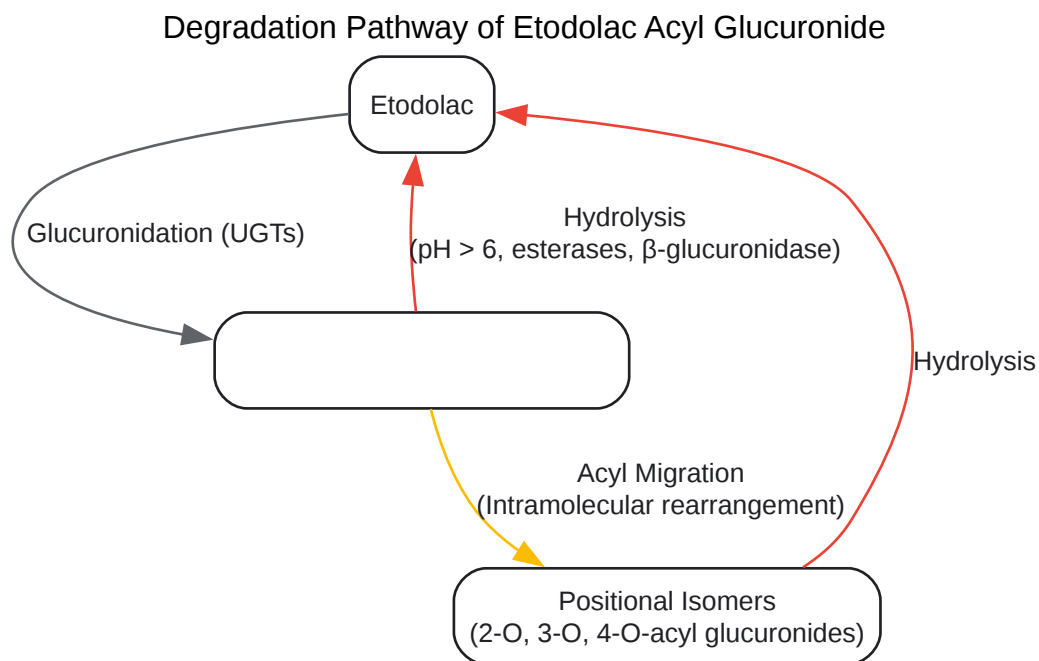 Degradation Pathway of Etodolac Acyl Glucuronide
Etodolac
Glucuronidation (UGTs)
Hydrolysis
(pH > 6, esterases, β-glucuronidase)
Hydrolysis
Acyl Migration
(Intramolecular rearrangement)
Positional Isomers
(2-O, 3-O, 4-O-acyl glucuronides)